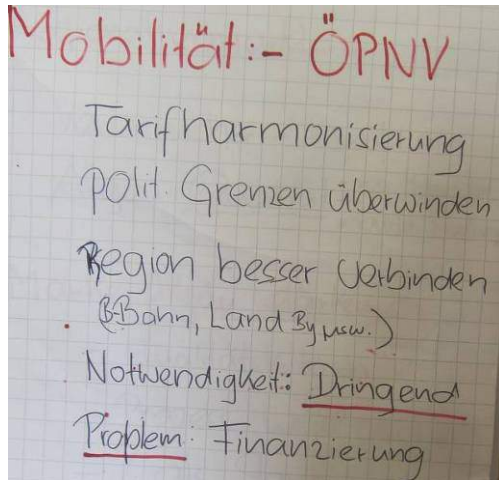 Mobilität:- ÖPNV
Tarifharmonisierung
polit. Grenzen überwinden
Region besser verbinden
(B-Bahn, Land By usw.)
Notwendigkeit: Dringend
Problem: Finanzierung